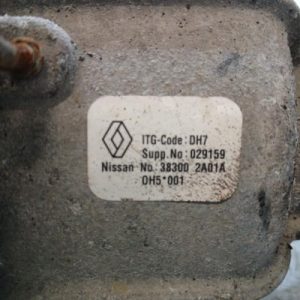 ITG-Code: DH7
Supp.No: 029159
Nissan No.: 38300 2A01A
DH5*001